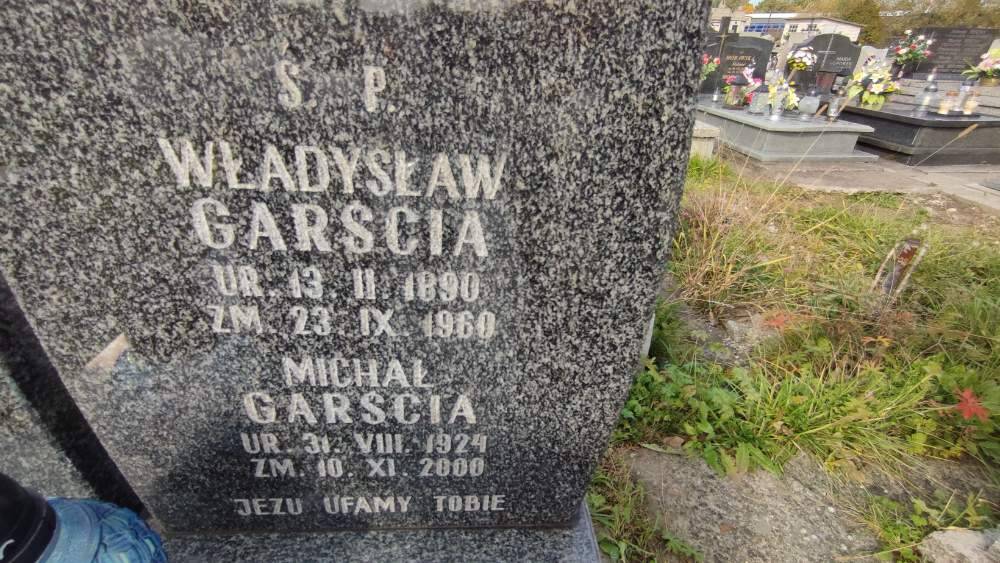 Ś. P.
WŁADYSŁAW
GARŚCIA
UR. 13. II. 1890
ZM. 23. IX. 1960
MICHAŁ
GARŚCIA
UR. 31. VIII. 1924
ZM. 10. XI. 2000
JEZU UFAMY TOBIE